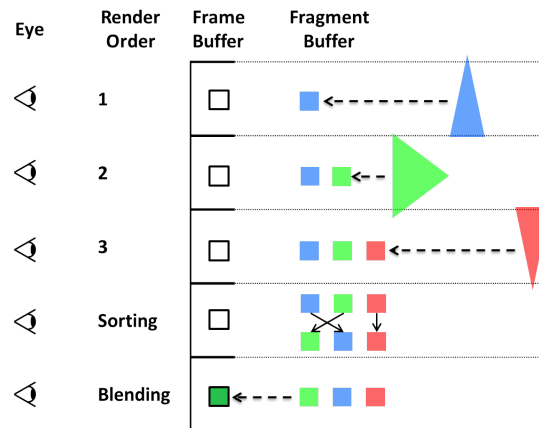 Eye
Render Order
Frame Buffer
Fragment Buffer
1
2
3
Sorting
Blending